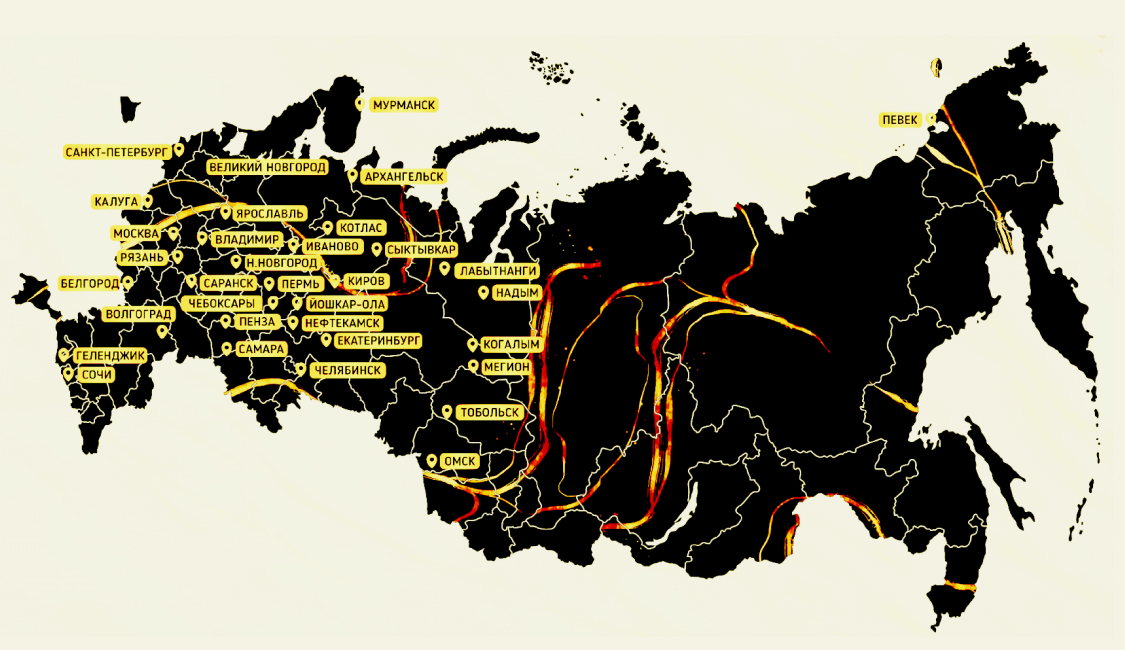 МУРМАНСК
ПЕВЕК
САНКТ-ПЕТЕРБУРГ
ВЕЛИКИЙ НОВГОРОД
АРХАНГЕЛЬСК
КАЛУГА
ЯРОСЛАВЛЬ
КОТЛАС
МОСКВА
ВЛАДИМИР
ИВАНОВО
СЫКТЫВКАР
РЯЗАНЬ
Н.НОВГОРОД
ЛАБЫТНАНГИ
БЕЛГОРОД
САРАНСК
ПЕРМЬ
КИРОВ
НАДЫМ
ЧЕБОКСАРЫ
ЙОШКАР-ОЛА
ВОЛГОГРАД
ПЕНЗА
НЕФТЕКАМСК
ЕКАТЕРИНБУРГ
КОГАЛЫМ
САМАРА
ГЕЛЕНДЖИК
МЕГИОН
ЧЕЛЯБИНСК
СОЧИ
ТОБОЛЬСК
ОМСК